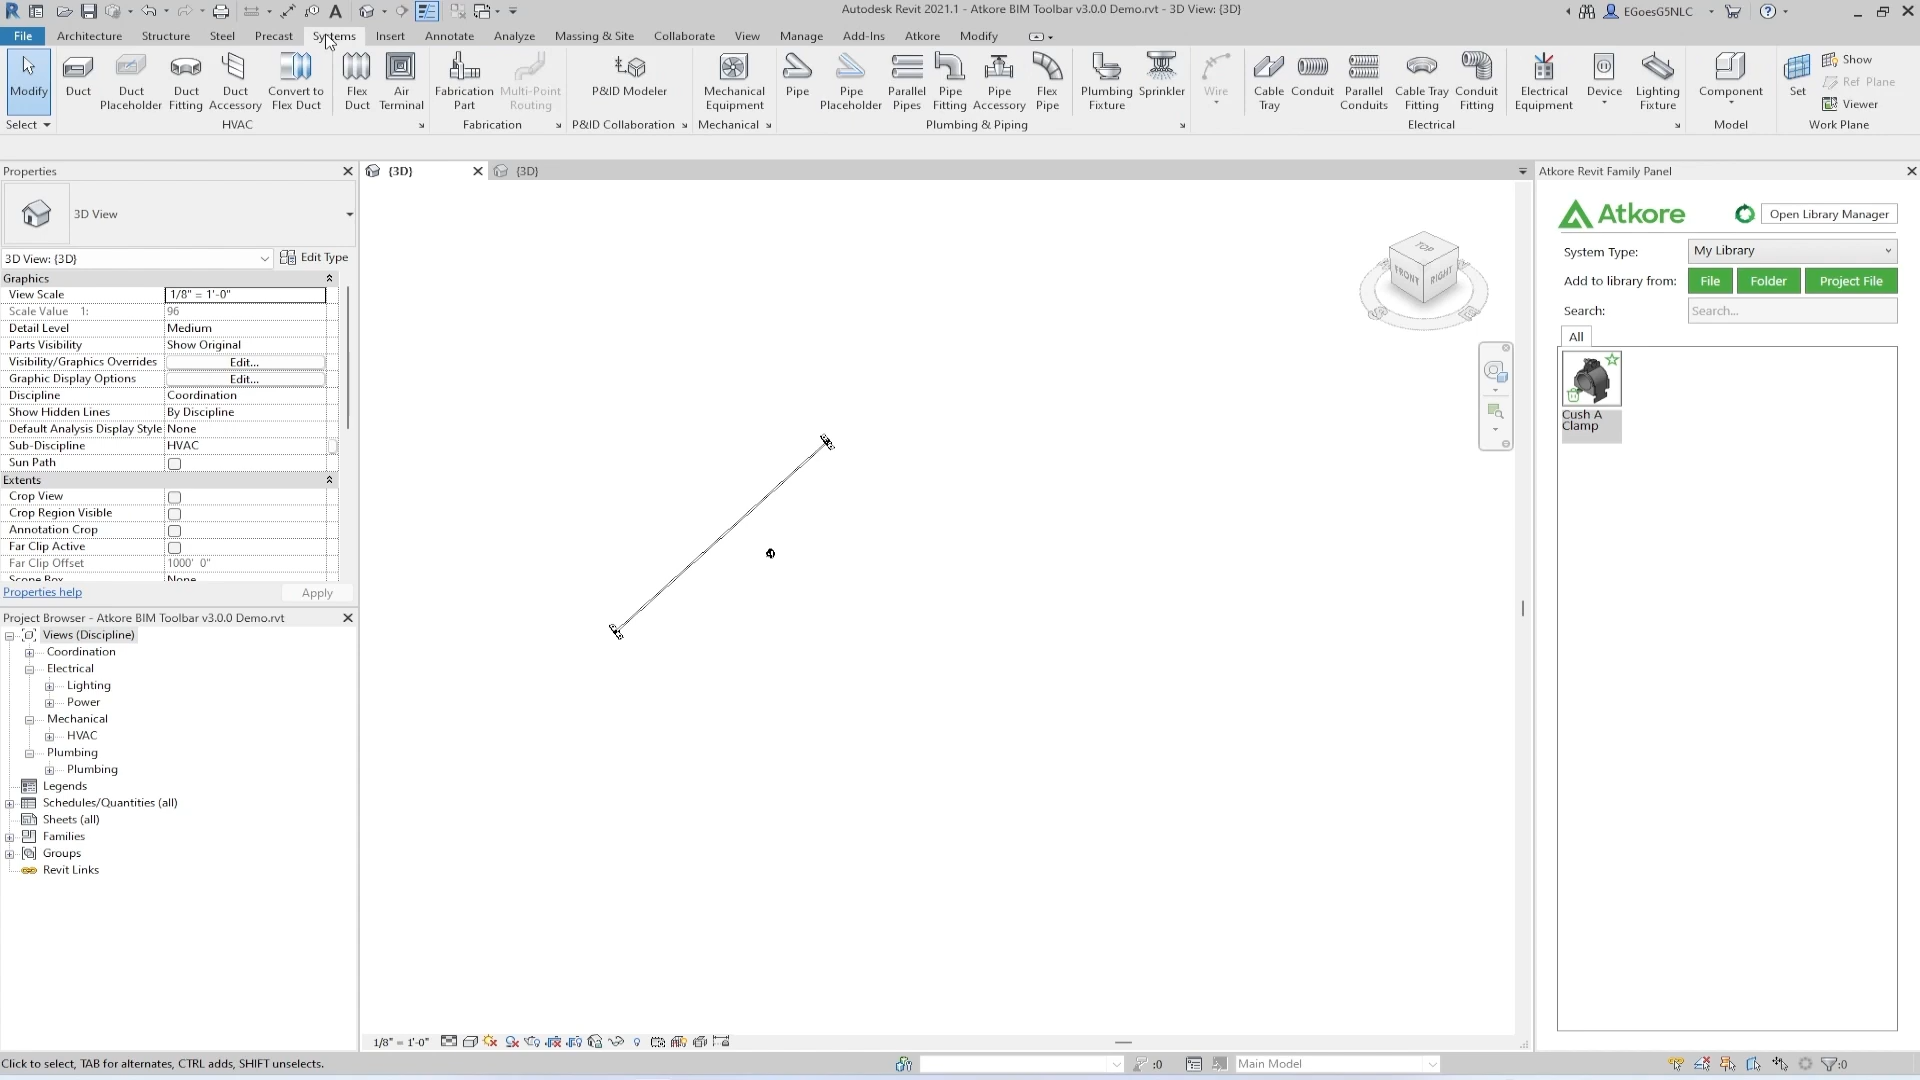 Autodesk Revit 2021.1 - Atkore BIM Toolbar v3.0.0 Demo.rvt - 3D View: {3D}
EGoesG5NLC
File Architecture Structure Steel Precast Systems Insert Annotate Analyze Massing & Site Collaborate View Manage Add-Ins Atkore Modify
Modify
Duct
Duct Placeholder
Duct Fitting
Duct Accessory
Convert to Flex Duct
Flex Duct
Air Terminal
Fabrication Part
Multi-Point Routing
P&ID Modeler
Mechanical Equipment
Pipe
Pipe Placeholder
Parallel Pipes
Pipe Fitting
Pipe Accessory
Flex Pipe
Plumbing Fixture
Sprinkler
Wire
Cable Tray
Conduit
Parallel Conduits
Cable Tray Fitting
Conduit Fitting
Electrical Equipment
Device
Lighting Fixture
Component
Set
Show
Ref Plane
Viewer
Select HVAC Fabrication P&ID Collaboration Mechanical Plumbing & Piping Electrical Model Work Plane
Properties
3D View
3D View: {3D} Edit Type
Graphics
View Scale 1/8" = 1'-0"
Scale Value 1: 96
Detail Level Medium
Parts Visibility Show Original
Visibility/Graphics Overrides Edit...
Graphic Display Options Edit...
Discipline Coordination
Show Hidden Lines By Discipline
Default Analysis Display Style None
Sub-Discipline HVAC
Sun Path
Extents
Crop View
Crop Region Visible
Annotation Crop
Far Clip Active
Far Clip Offset 1000' 0"
Scope Box None
Properties help Apply
Project Browser - Atkore BIM Toolbar v3.0.0 Demo.rvt
Views (Discipline)
Coordination
Electrical
Lighting
Power
Mechanical
HVAC
Plumbing
Plumbing
Legends
Schedules/Quantities (all)
Sheets (all)
Families
Groups
Revit Links
{3D} {3D}
TOP
FRONT RIGHT
1/8" = 1'-0"
Atkore Revit Family Panel
Atkore Open Library Manager
System Type: My Library
Add to library from: File Folder Project File
Search: Search...
All
Cush A
Clamp
Click to select, TAB for alternates, CTRL adds, SHIFT unselects.
:0 Main Model :0